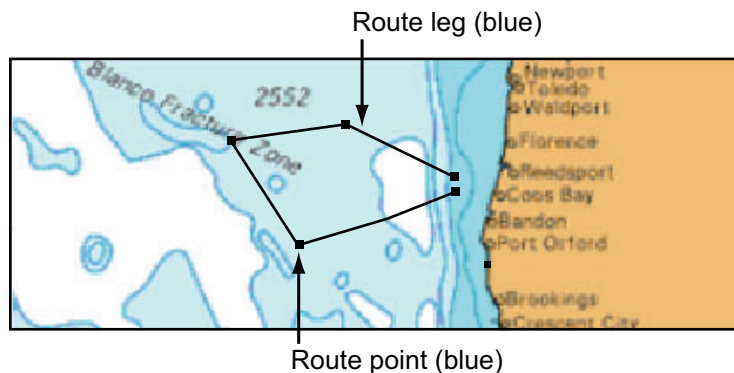 Route leg (blue)
Blanco Fracture Zone
2552
Newport
Toledo
Waldport
Florence
Reedsport
Coos Bay
Bandon
Port Orford
Brookings
Crescent City
Route point (blue)